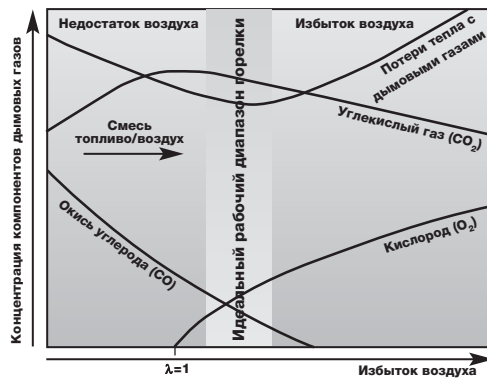 Недостаток воздуха
Избыток воздуха
Потери тепла с
дымовыми газами
Углекислый газ (CO2)
Смесь
топливо/воздух
Идеальный рабочий диапазон горелки
Окись углерода (CO)
Кислород (O2)
Концентрация компонентов дымовых газов
λ=1
Избыток воздуха